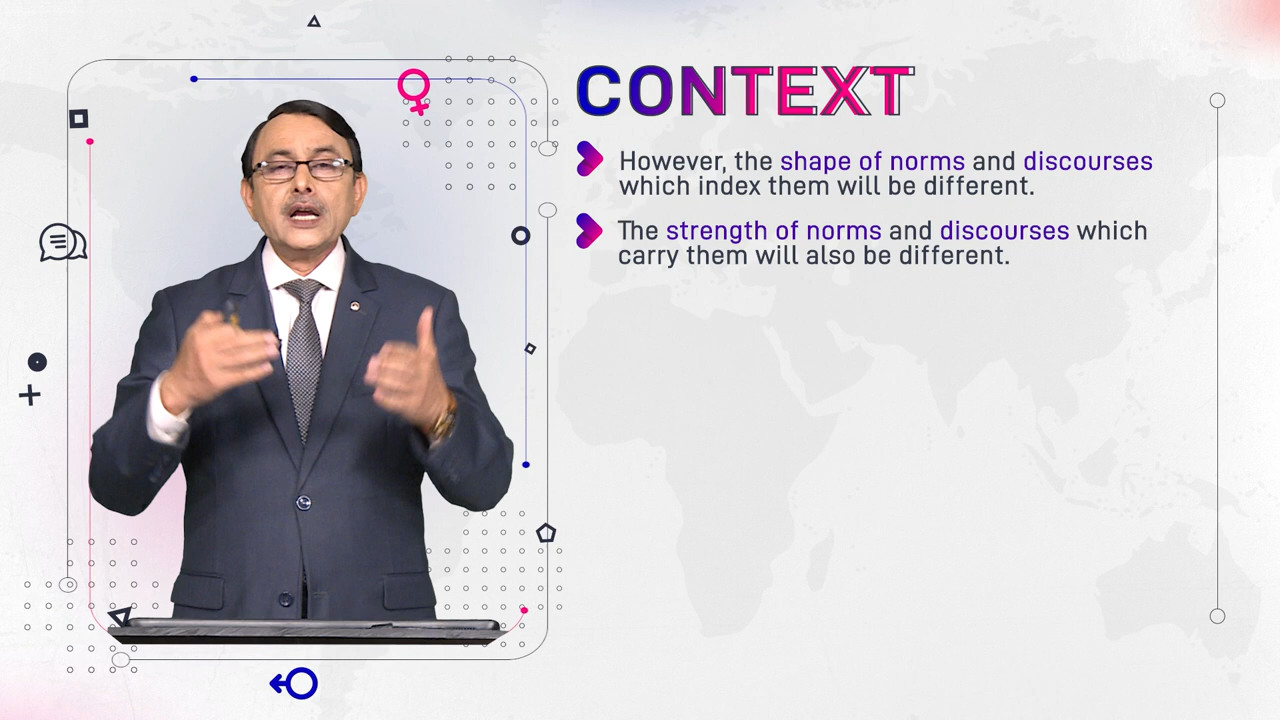 CONTEXT
However, the shape of norms and discourses
which index them will be different.
The strength of norms and discourses which
carry them will also be different.